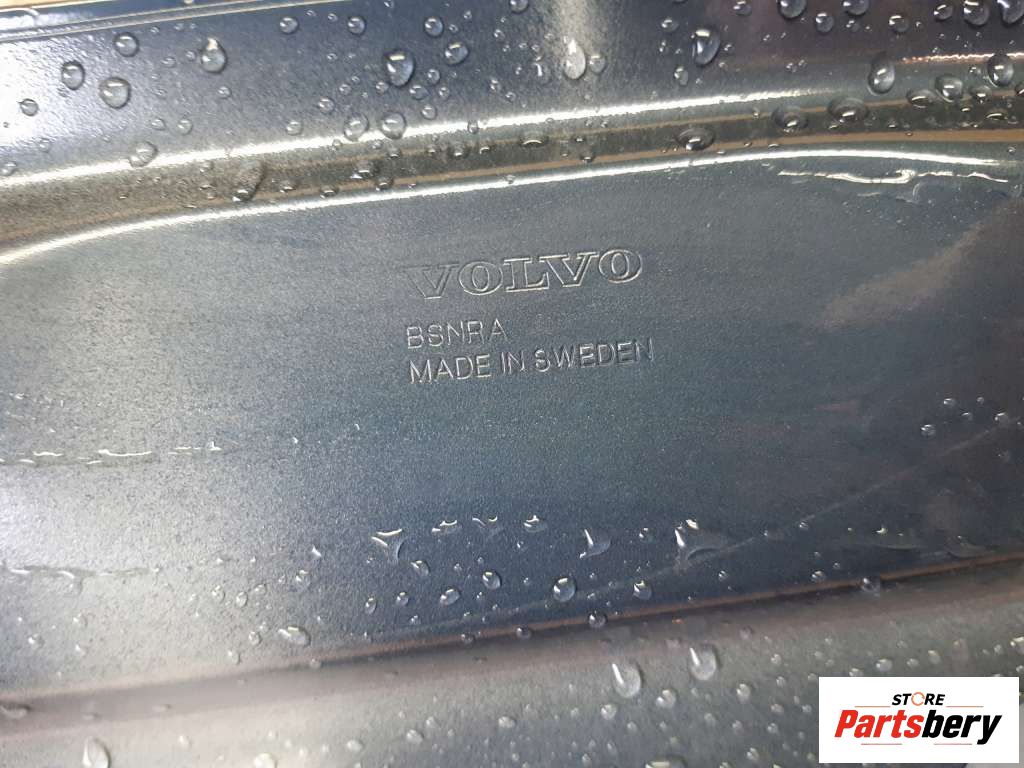 VOLVO
BSNRA
MADE IN SWEDEN
STORE
Partsbery